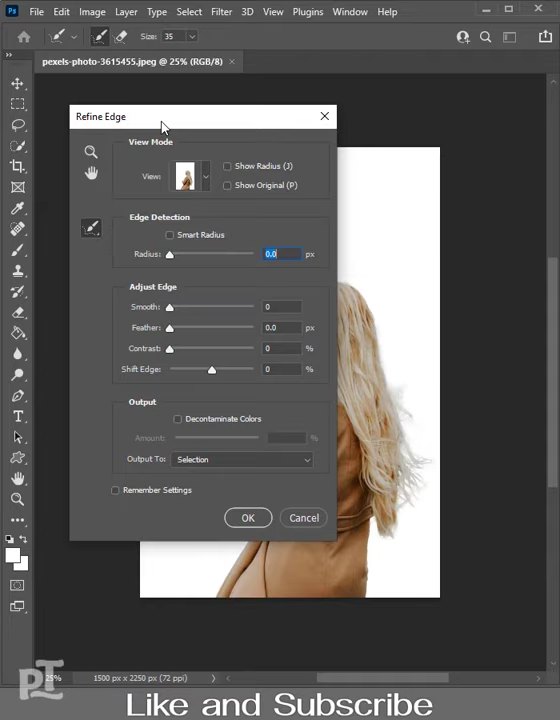 Ps File Edit Image Layer Type Select Filter 3D View Plugins Window Help
Size: 35
pexels-photo-3615455.jpeg @ 25% (RGB/8) ×
Refine Edge
View Mode
View:
Show Radius (J)
Show Original (P)
Edge Detection
Smart Radius
Radius: 0.0 px
Adjust Edge
Smooth: 0
Feather: 0.0 px
Contrast: 0 %
Shift Edge: 0 %
Output
Decontaminate Colors
Amount: %
Output To: Selection
Remember Settings
OK Cancel
T
25% 1500 px x 2250 px (72 ppi)
PT
Like and Subscribe